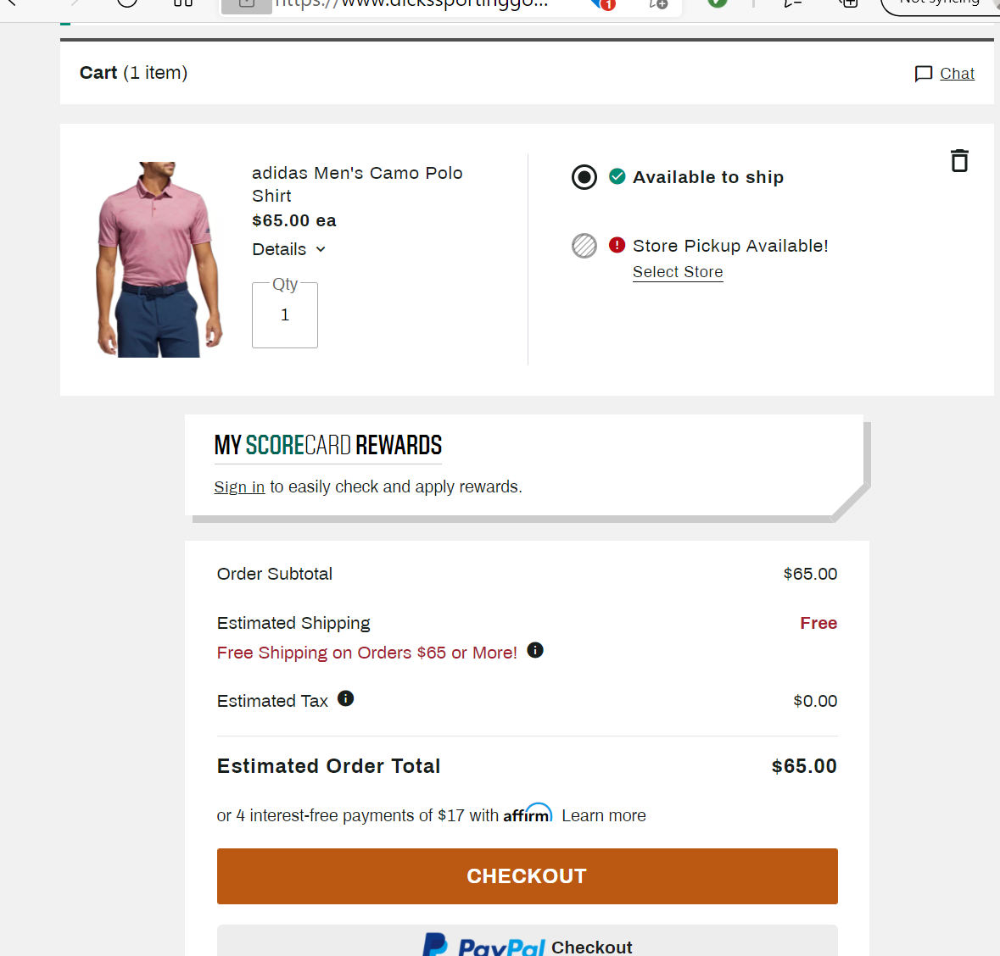 https://www.dickssportinggo...
1
Not syncing
Cart (1 item)
Chat
adidas Men's Camo Polo
Shirt
$65.00 ea
Details
Qty
1
Available to ship
Store Pickup Available!
Select Store
MY SCORECARD REWARDS
Sign in to easily check and apply rewards.
Order Subtotal $65.00
Estimated Shipping Free
Free Shipping on Orders $65 or More!
Estimated Tax $0.00
Estimated Order Total $65.00
or 4 interest-free payments of $17 with affirm Learn more
CHECKOUT
PayPal Checkout